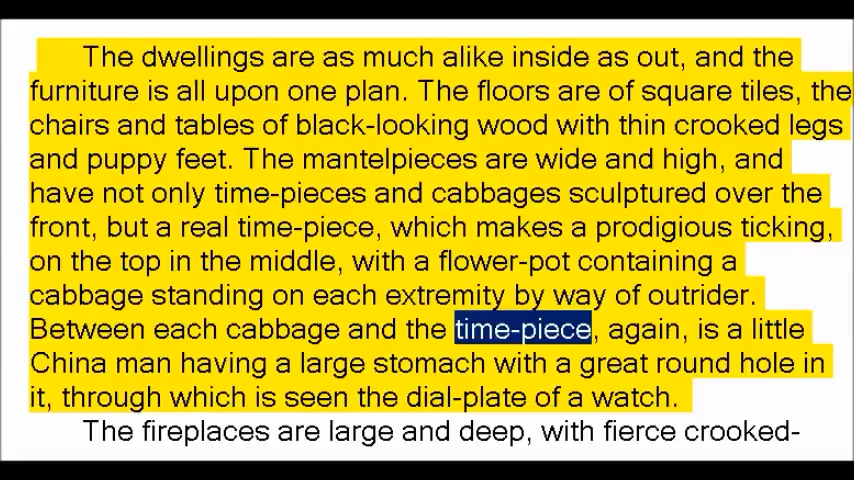 The dwellings are as much alike inside as out, and the
furniture is all upon one plan. The floors are of square tiles, the
chairs and tables of black-looking wood with thin crooked legs
and puppy feet. The mantelpieces are wide and high, and
have not only time-pieces and cabbages sculptured over the
front, but a real time-piece, which makes a prodigious ticking,
on the top in the middle, with a flower-pot containing a
cabbage standing on each extremity by way of outrider.
Between each cabbage and the time-piece, again, is a little
China man having a large stomach with a great round hole in
it, through which is seen the dial-plate of a watch.
The fireplaces are large and deep, with fierce crooked-